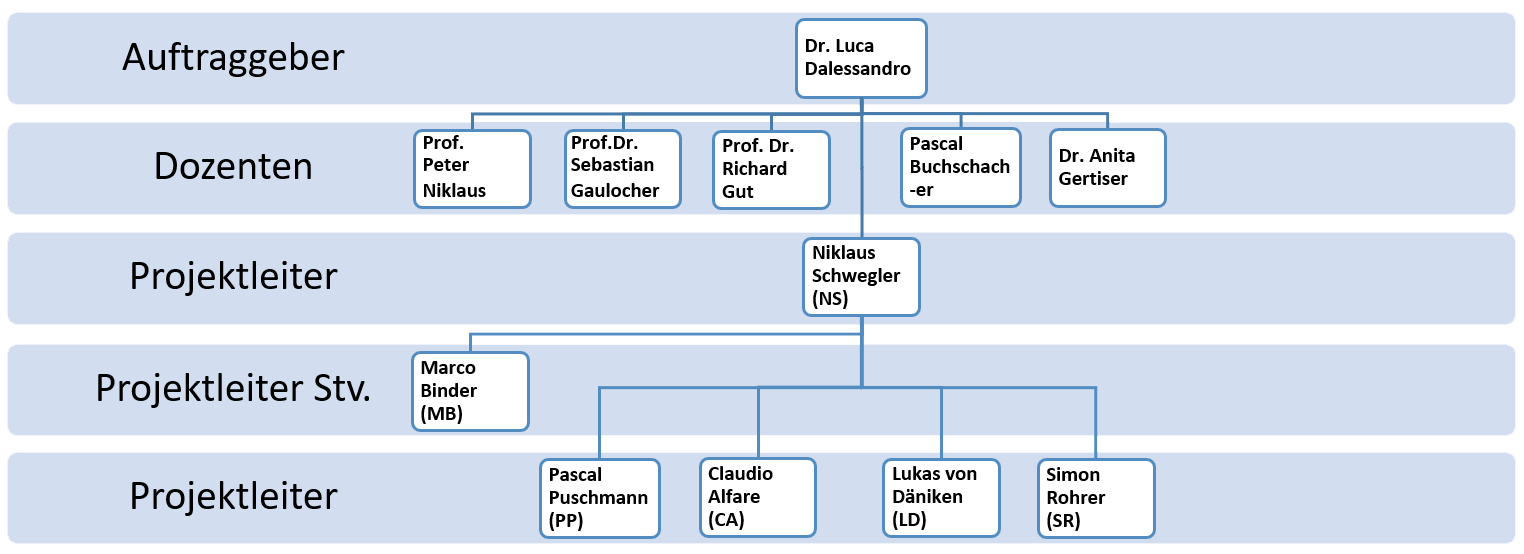 Auftraggeber
Dr. Luca
Dalessandro
Dozenten
Prof.
Peter
Niklaus
Prof.Dr.
Sebastian
Gaulocher
Prof. Dr.
Richard
Gut
Pascal
Buchschach
-er
Dr. Anita
Gertiser
Projektleiter
Niklaus
Schwegler
(NS)
Projektleiter Stv.
Marco
Binder
(MB)
Projektleiter
Pascal
Puschmann
(PP)
Claudio
Alfare
(CA)
Lukas von
Däniken
(LD)
Simon
Rohrer
(SR)